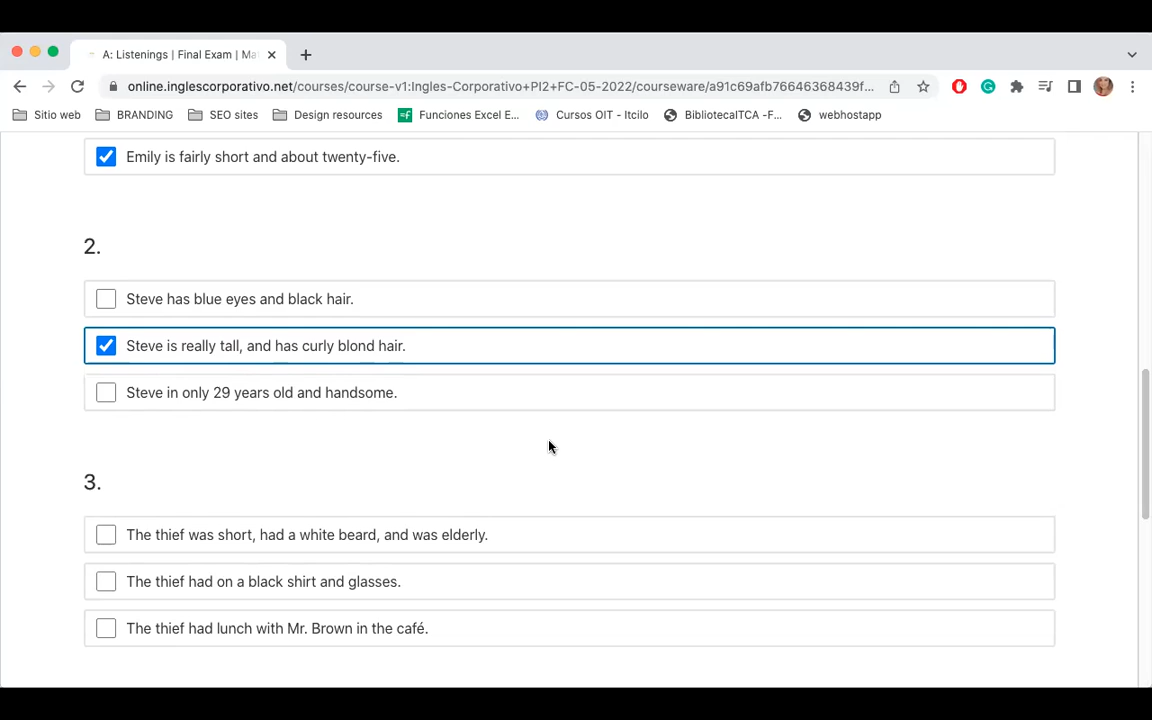 A: Listenings | Final Exam | Ma
online.inglescorporativo.net/courses/course-v1:Ingles-Corporativo+PI2+FC-05-2022/courseware/a91c69afb76646368439f...
Sitio web BRANDING SEO sites Design resources Funciones Excel E... Cursos OIT - Itcilo BibliotecaITCA -F... webhostapp
Emily is fairly short and about twenty-five.
2.
Steve has blue eyes and black hair.
Steve is really tall, and has curly blond hair.
Steve in only 29 years old and handsome.
3.
The thief was short, had a white beard, and was elderly.
The thief had on a black shirt and glasses.
The thief had lunch with Mr. Brown in the café.